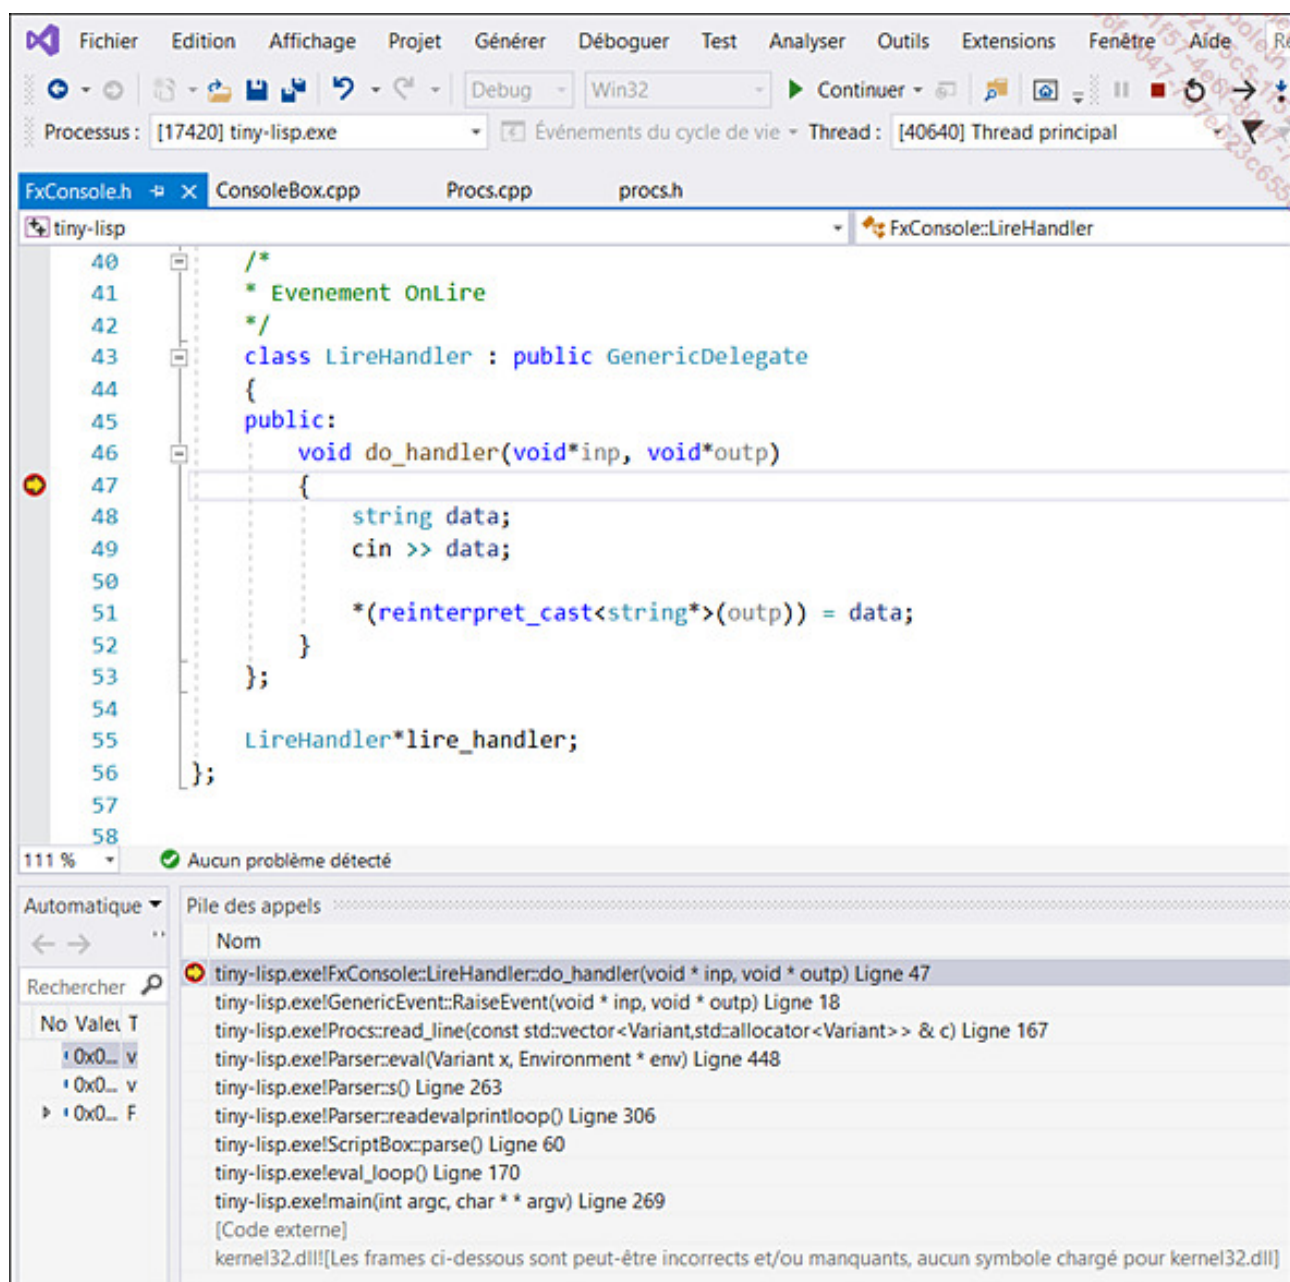 Fichier Edition Affichage Projet Générer Déboguer Test Analyser Outils Extensions Fenêtre Aide Re
Debug Win32 Continuer
Processus : [17420] tiny-lisp.exe Événements du cycle de vie Thread : [40640] Thread principal
FxConsole.h ConsoleBox.cpp Procs.cpp procs.h
tiny-lisp FxConsole::LireHandler
40 /*
41 * Evenement OnLire
42 */
43 class LireHandler : public GenericDelegate
44 {
45 public:
46 void do_handler(void*inp, void*outp)
47 {
48 string data;
49 cin >> data;
50
51 *(reinterpret_cast<string*>(outp)) = data;
52 }
53 };
54
55 LireHandler*lire_handler;
56 };
57
58
111 % Aucun problème détecté
Automatique Pile des appels
Nom
Rechercher
No Valeu T
0x0... v
0x0... v
0x0... F
tiny-lisp.exe!FxConsole::LireHandler::do_handler(void * inp, void * outp) Ligne 47
tiny-lisp.exe!GenericEvent::RaiseEvent(void * inp, void * outp) Ligne 18
tiny-lisp.exe!Procs::read_line(const std::vector<Variant,std::allocator<Variant>> & c) Ligne 167
tiny-lisp.exe!Parser::eval(Variant x, Environment * env) Ligne 448
tiny-lisp.exe!Parser::s() Ligne 263
tiny-lisp.exe!Parser::readevalprintloop() Ligne 306
tiny-lisp.exe!ScriptBox::parse() Ligne 60
tiny-lisp.exe!eval_loop() Ligne 170
tiny-lisp.exe!main(int argc, char * * argv) Ligne 269
[Code externe]
kernel32.dll![Les frames ci-dessous sont peut-être incorrects et/ou manquants, aucun symbole chargé pour kernel32.dll]